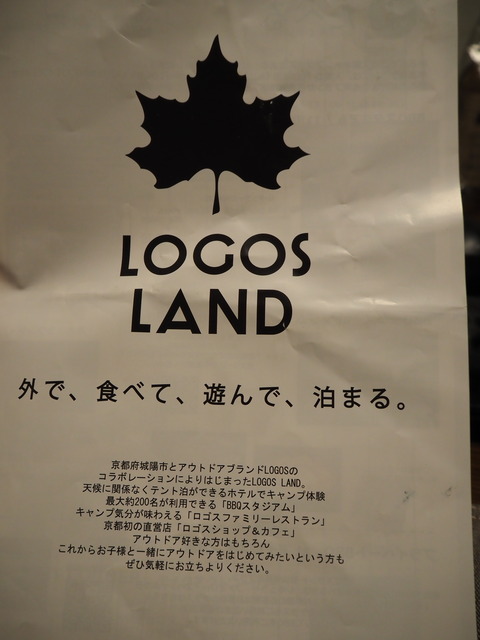 LOGOS
LAND
外で、食べて、遊んで、泊まる。
京都府城陽市とアウトドアブランドLOGOSの
コラボレーションによりはじまったLOGOS LAND。
天候に関係なくテント泊ができるホテルでキャンプ体験
最大約200名が利用できる「BBQスタジアム」
キャンプ気分が味わえる「ロゴスファミリーレストラン」
京都初の直営店「ロゴスショップ&カフェ」
アウトドア好きな方はもちろん
これからお子様と一緒にアウトドアをはじめてみたいという方も
ぜひ気軽にお立ちよりください。